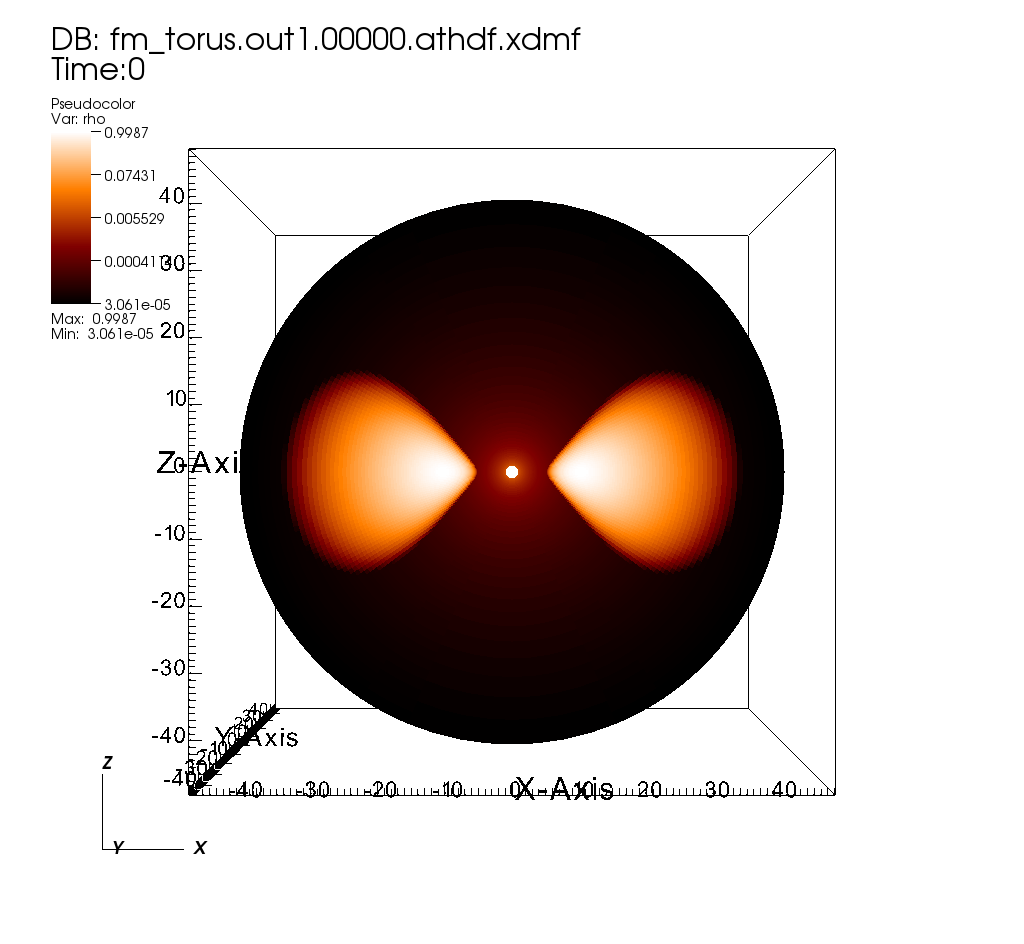 DB: fm_torus.out1.00000.athdf.xdmf
Time:0
Pseudocolor
Var: rho
0.9987
0.07431
0.005529
3.061e-05
Max: 0.9987
Min: 3.061e-05
40
30
20
10
0
-10
-20
-30
-40
Z-Axi
Y-Axis
-40
-30
-20
-10
0
10
20
30
40
X-Axis
Z
Y
X